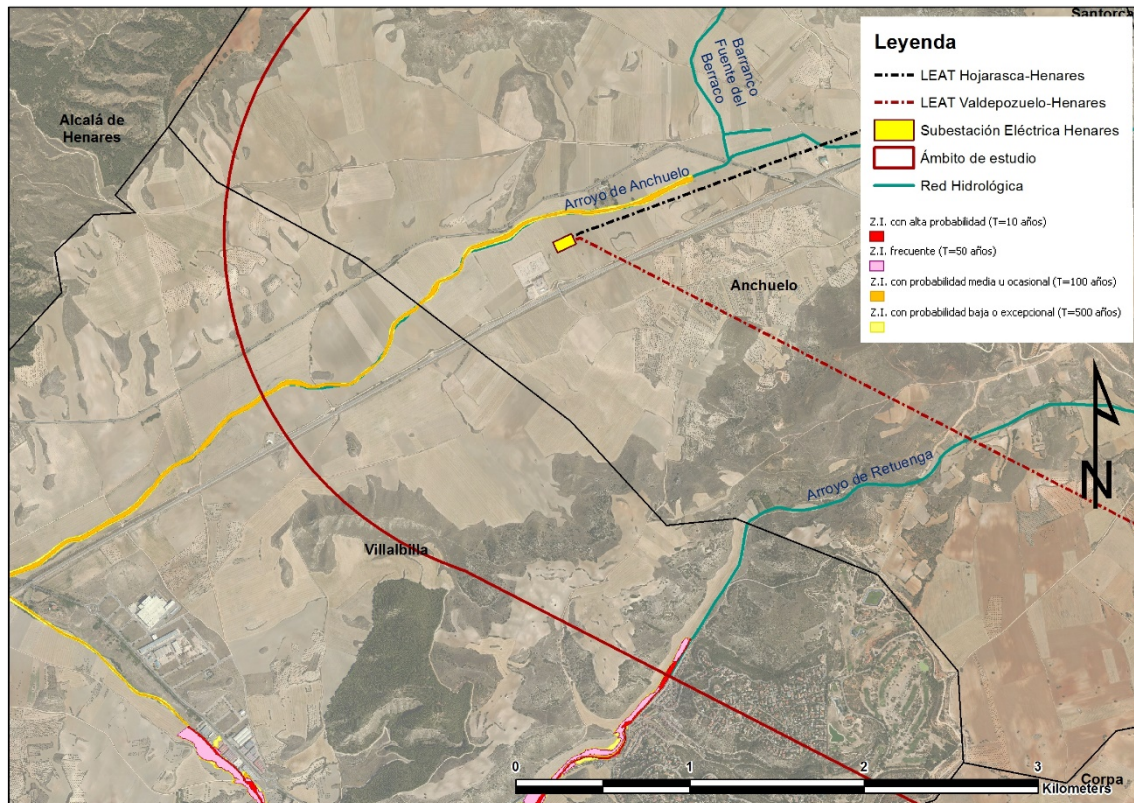 Santorca
Leyenda
LEAT Hojarasca-Henares
LEAT Valdepozuelo-Henares
Subestación Eléctrica Henares
Ámbito de estudio
Red Hidrológica
Z.I. con alta probabilidad (T=10 años)
Z.I. frecuente (T=50 años)
Z.I. con probabilidad media u ocasional (T=100 años)
Z.I. con probabilidad baja o excepcional (T=500 años)
Barranco
Fuente del
Berraco
Alcalá de
Henares
Arroyo de Anchuelo
Anchuelo
N
Arroyo de Retuenga
Villalbilla
0 1 2 3
Kilometers
Corpa